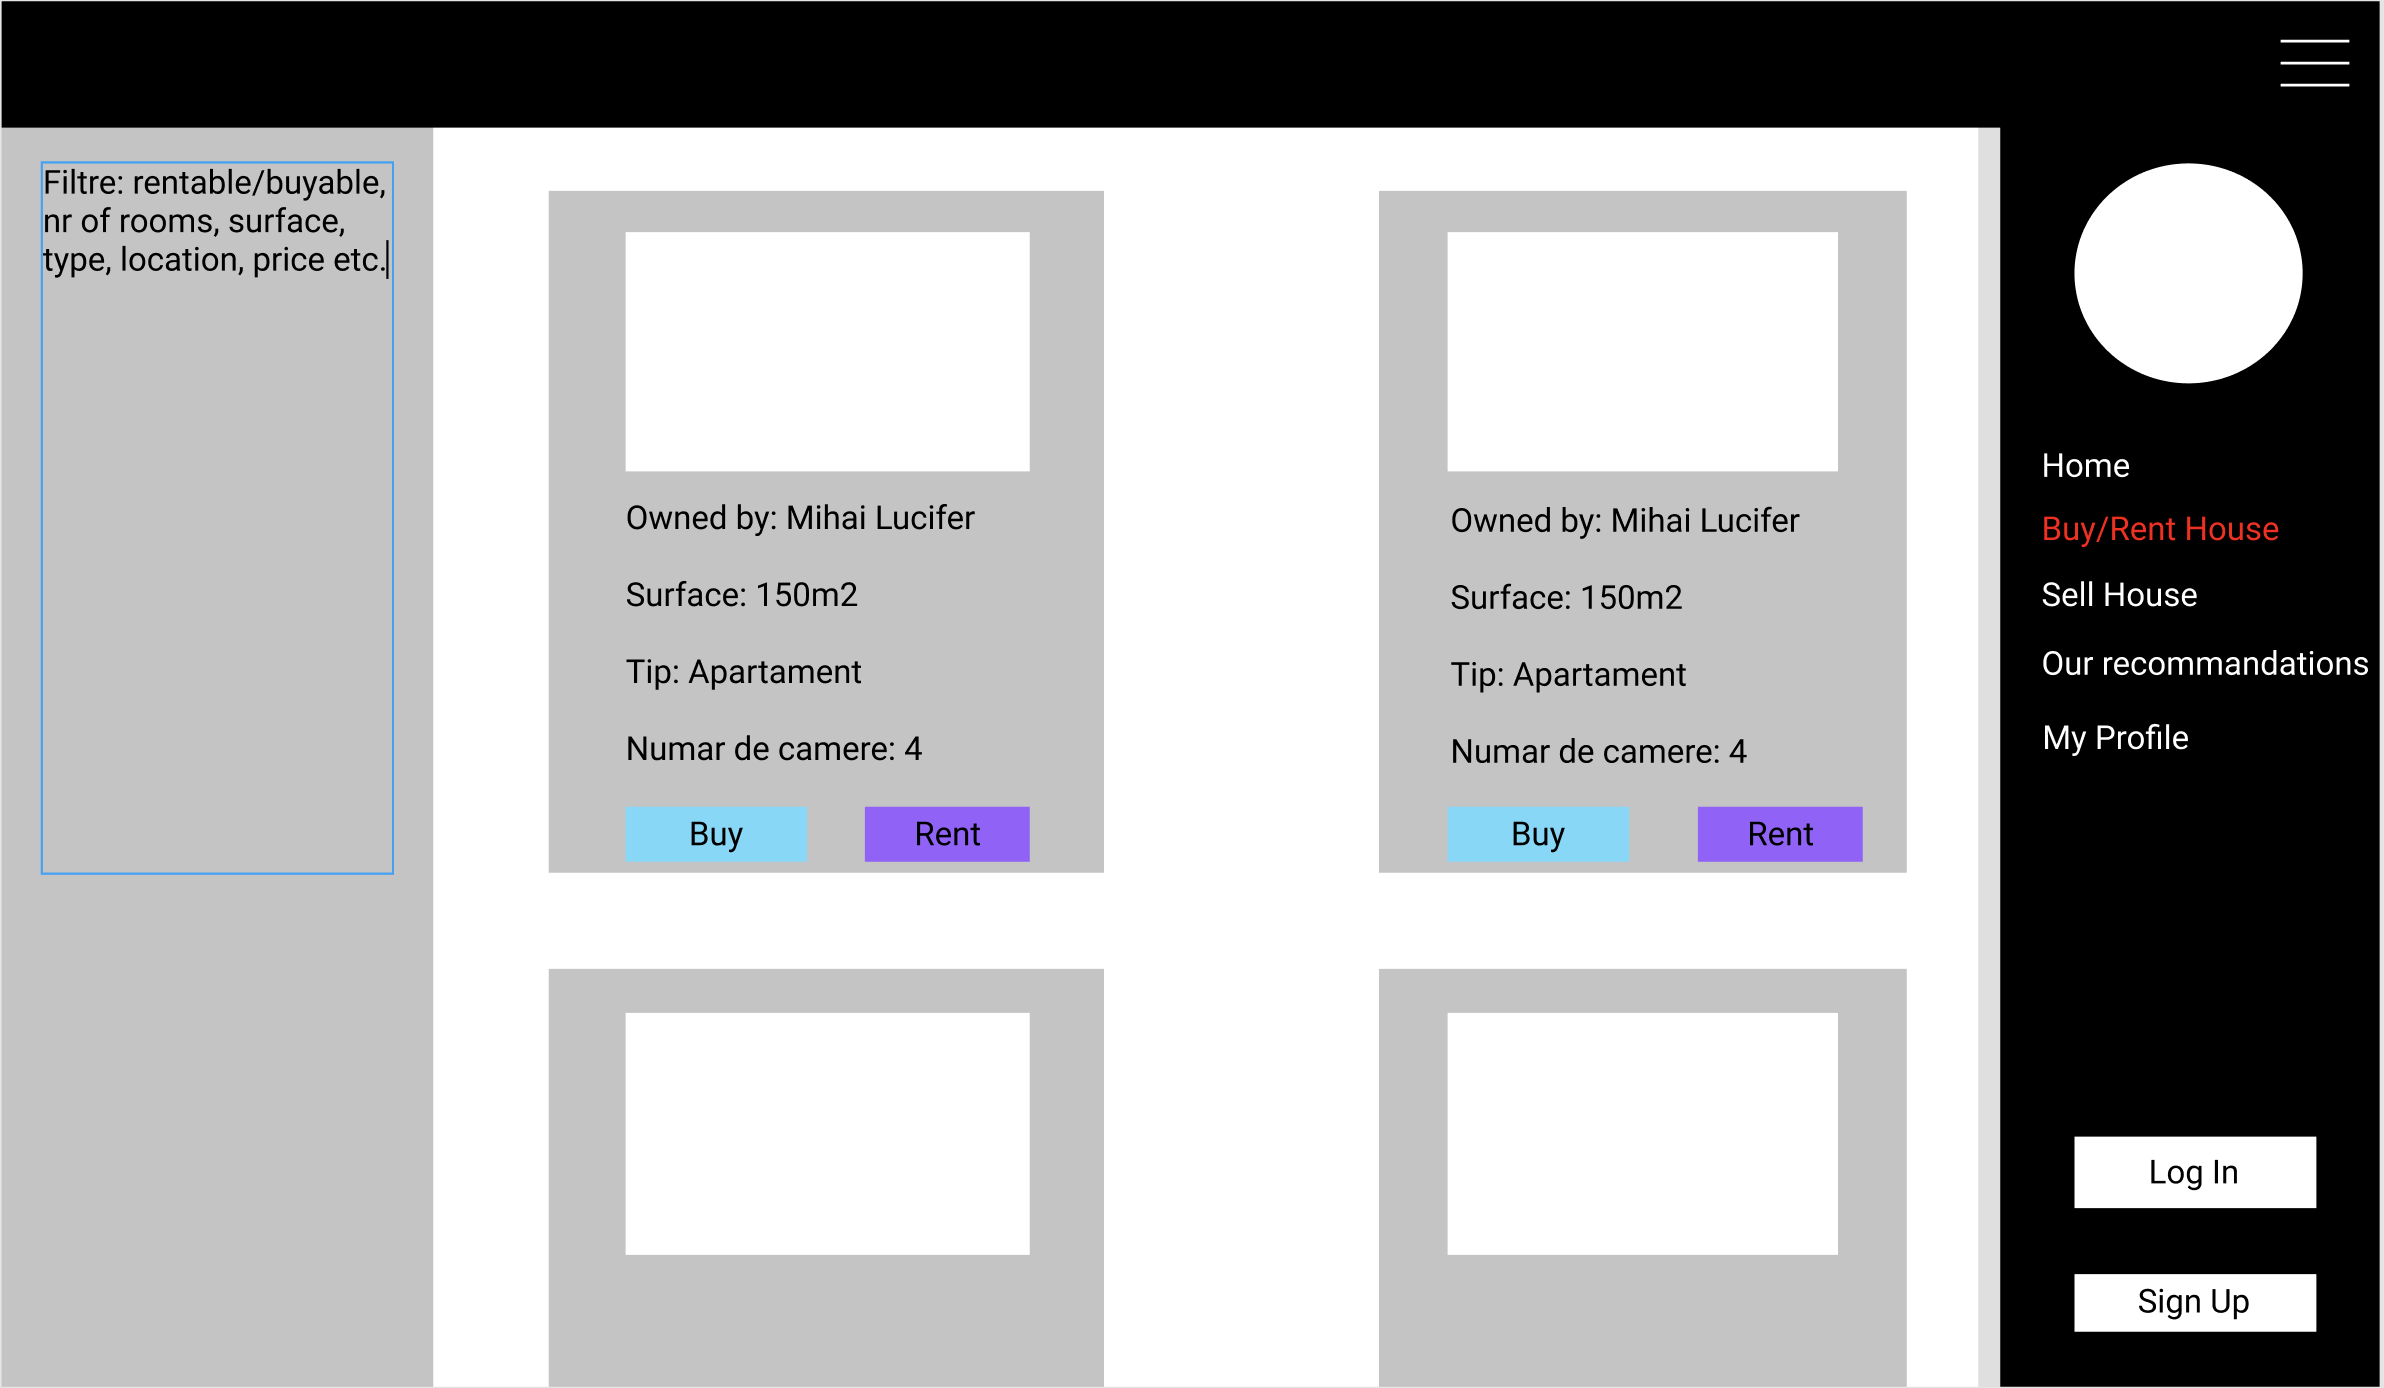 Filtre: rentable/buyable,
nr of rooms, surface,
type, location, price etc.
Owned by: Mihai Lucifer
Surface: 150m2
Tip: Apartament
Numar de camere: 4
Buy
Rent
Owned by: Mihai Lucifer
Surface: 150m2
Tip: Apartament
Numar de camere: 4
Buy
Rent
Home
Buy/Rent House
Sell House
Our recommandations
My Profile
Log In
Sign Up